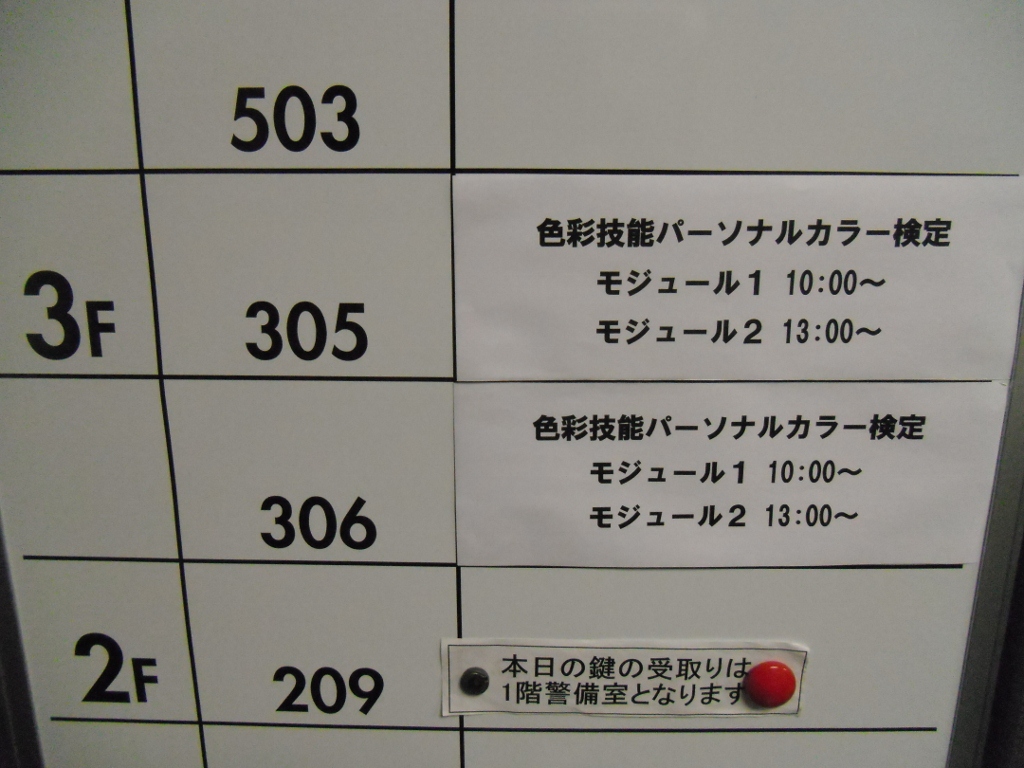 503
3F
305
色彩技能パーソナルカラー検定
モジュール1 10:00～
モジュール2 13:00～
306
色彩技能パーソナルカラー検定
モジュール1 10:00～
モジュール2 13:00～
2F
209
本日の鍵の受取りは
1階警備室となります